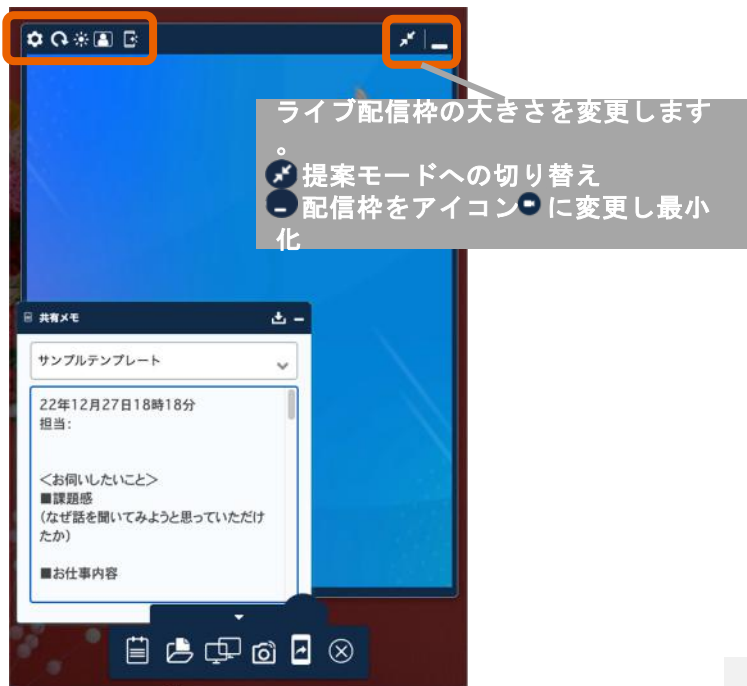 ライブ配信枠の大きさを変更します
。
提案モードへの切り替え
配信枠をアイコン に変更し最小
化
共有メモ
サンプルテンプレート
22年12月27日18時18分
担当:
＜お伺いしたいこと＞
■課題感
(なぜ話を聞いてみようと思っていただけ
たか)
■お仕事内容